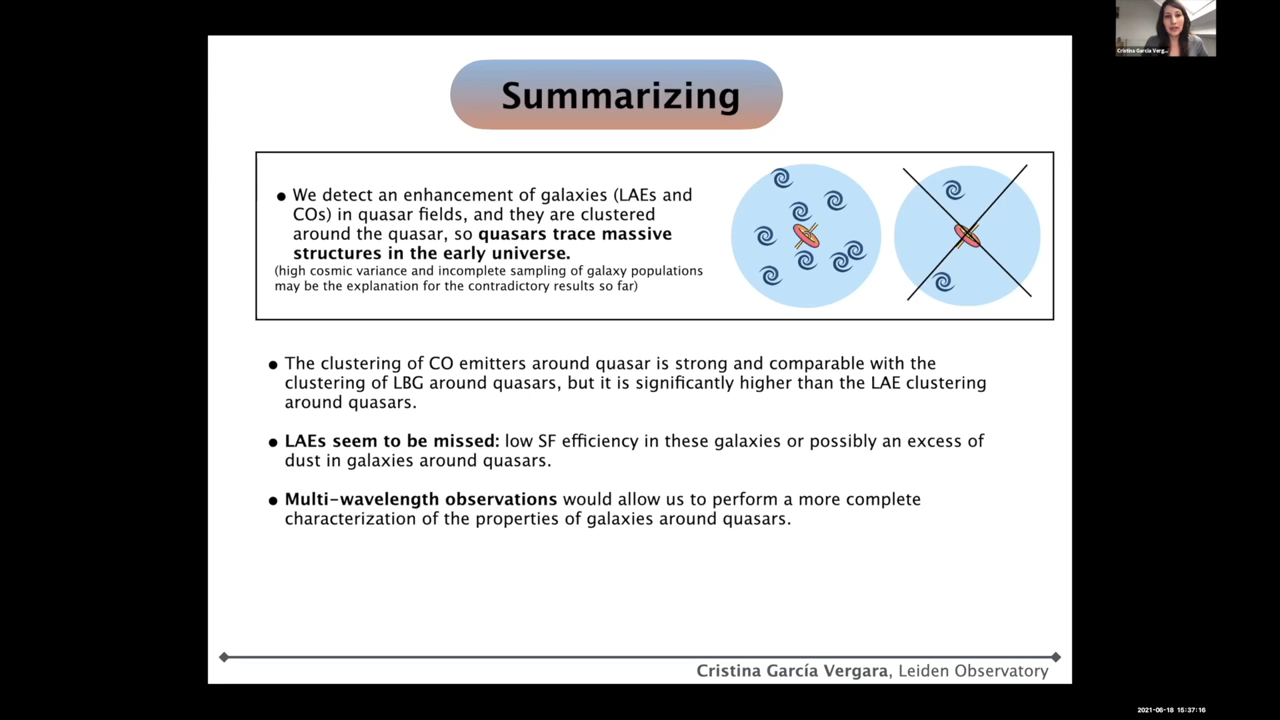 Cristina García Verg...
Summarizing
• We detect an enhancement of galaxies (LAEs and
COs) in quasar fields, and they are clustered
around the quasar, so quasars trace massive
structures in the early universe.
(high cosmic variance and incomplete sampling of galaxy populations
may be the explanation for the contradictory results so far)
• The clustering of CO emitters around quasar is strong and comparable with the
clustering of LBG around quasars, but it is significantly higher than the LAE clustering
around quasars.
• LAEs seem to be missed: low SF efficiency in these galaxies or possibly an excess of
dust in galaxies around quasars.
• Multi-wavelength observations would allow us to perform a more complete
characterization of the properties of galaxies around quasars.
Cristina García Vergara, Leiden Observatory
2021-06-18 15:37:16